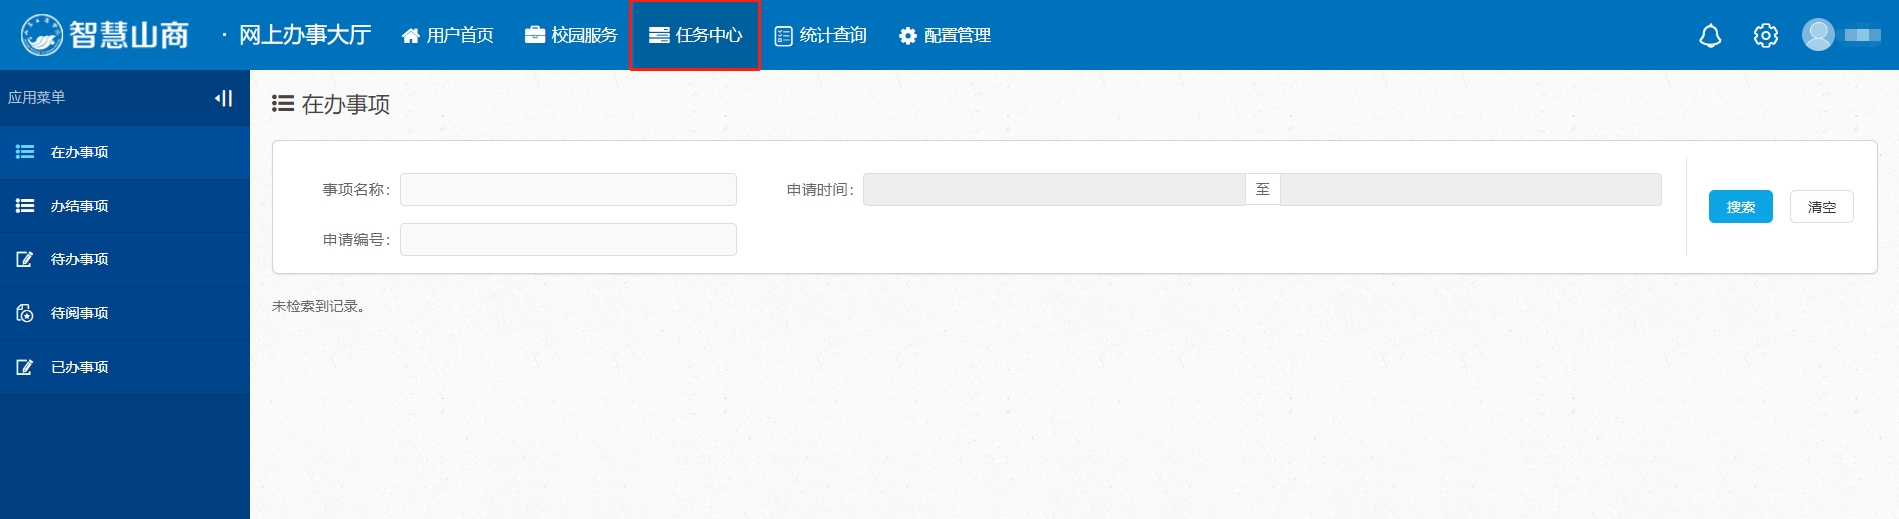 智慧山商 · 网上办事大厅 用户首页 校园服务 任务中心 统计查询 配置管理
应用菜单
在办事项
办结事项
待办事项
待阅事项
已办事项
在办事项
事项名称： 申请时间： 至
申请编号：
搜索 清空
未检索到记录。